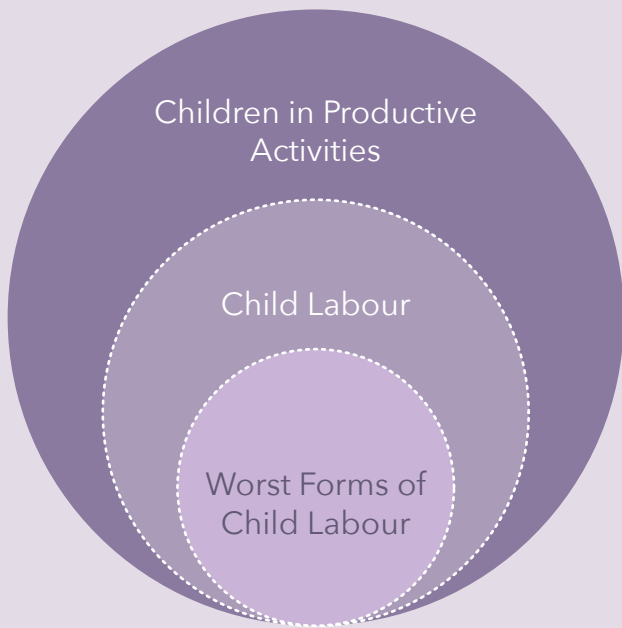 Children in Productive
Activities
Child Labour
Worst Forms of
Child Labour